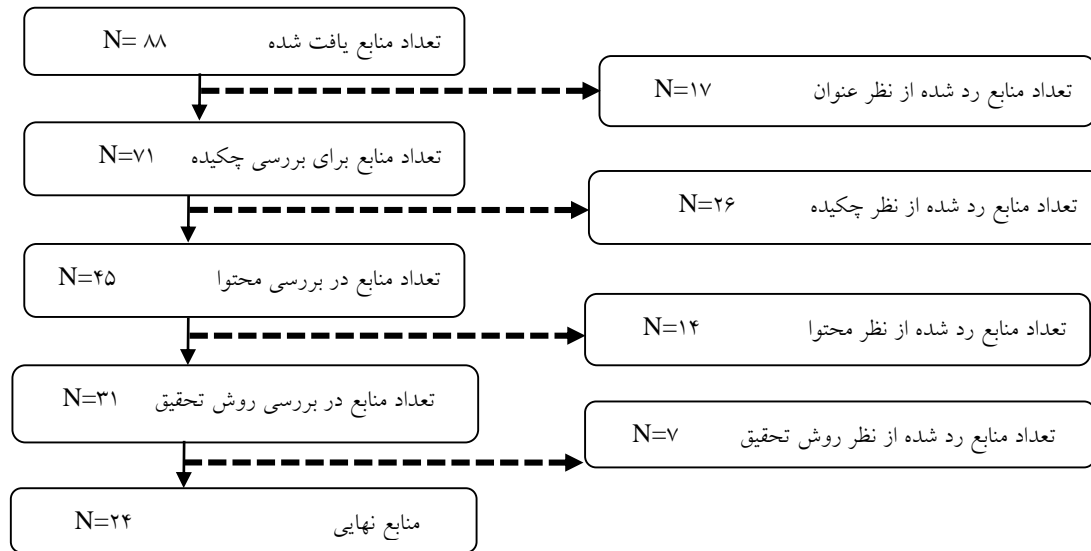 تعداد منابع یافت شده N= ۸۸
تعداد منابع رد شده از نظر عنوان N=۱۷
تعداد منابع برای بررسی چکیده N=۷۱
تعداد منابع رد شده از نظر چکیده N=۲۶
تعداد منابع در بررسی محتوا N=۴۵
تعداد منابع رد شده از نظر محتوا N=۱۴
تعداد منابع در بررسی روش تحقیق N=۳۱
تعداد منابع رد شده از نظر روش تحقیق N=۷
منابع نهایی N=۲۴